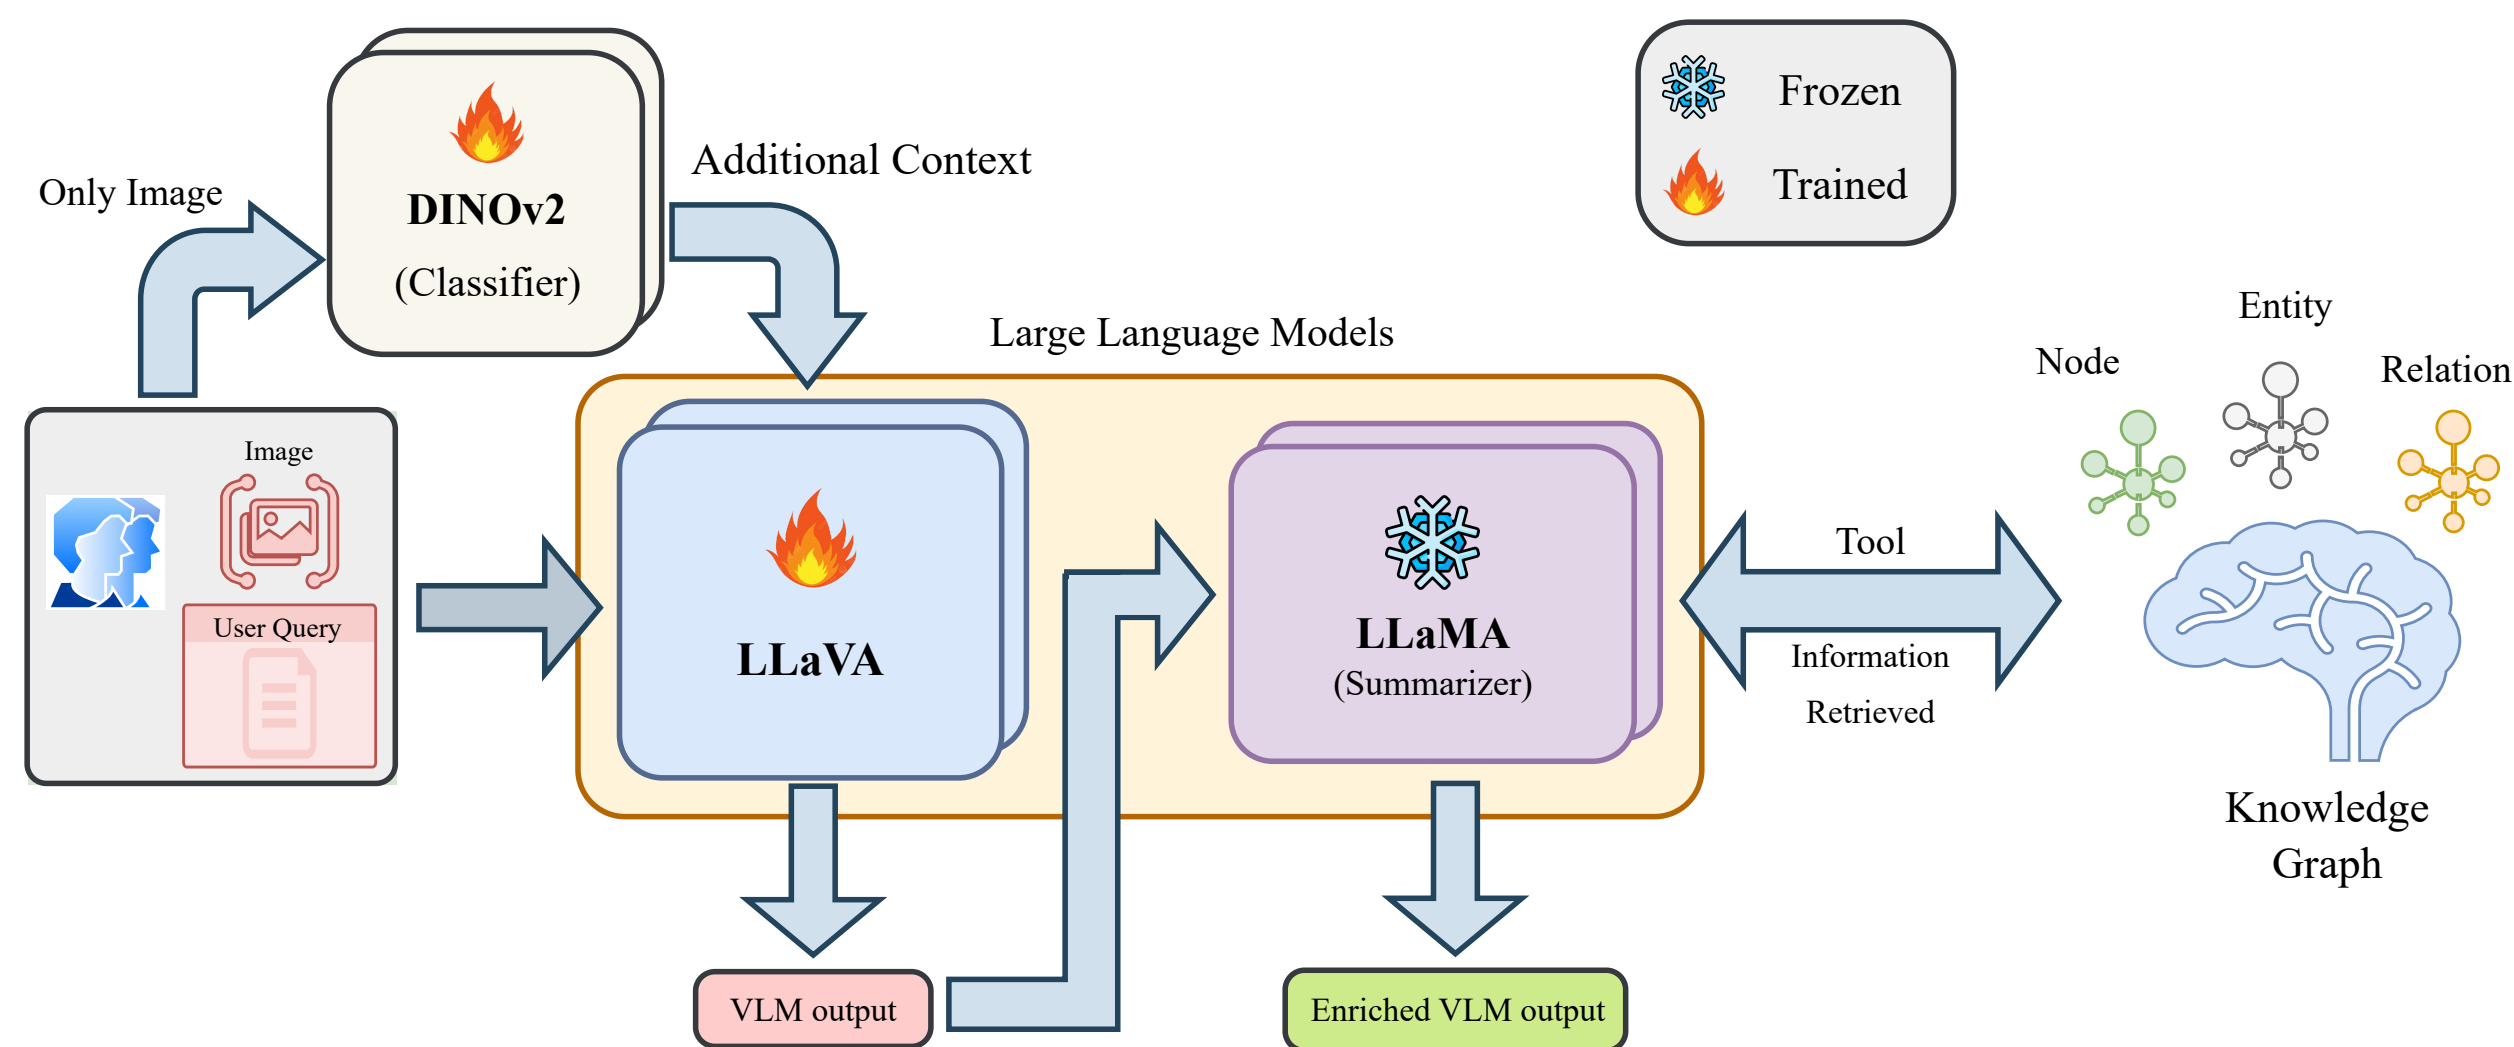 Only Image
DINOv2
(Classifier)
Additional Context
Frozen
Trained
Large Language Models
Image
User Query
LLaVA
LLaMA
(Summarizer)
Tool
Information
Retrieved
Node
Entity
Relation
Knowledge
Graph
VLM output
Enriched VLM output